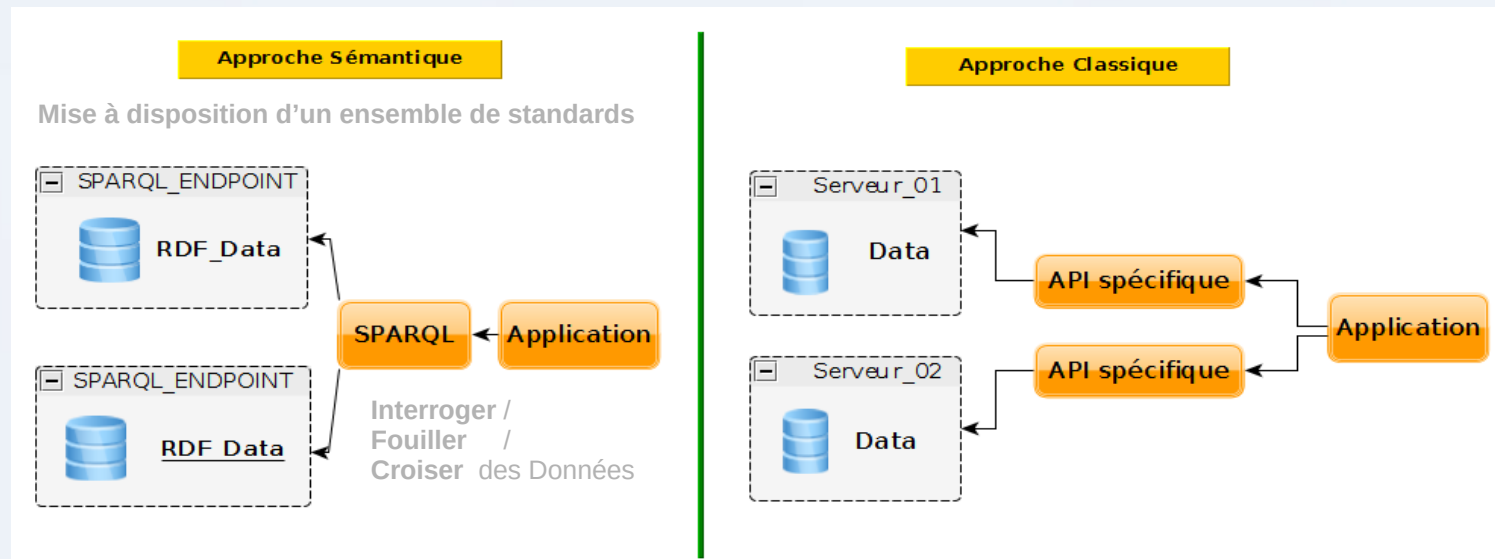 Approche Sémantique
Mise à disposition d’un ensemble de standards
SPARQL_ENDPOINT
RDF_Data
SPARQL
Application
SPARQL_ENDPOINT
RDF_Data
Interroger /
Fouiller /
Croiser des Données
Approche Classique
Serveur_01
Data
API spécifique
Application
API spécifique
Serveur_02
Data